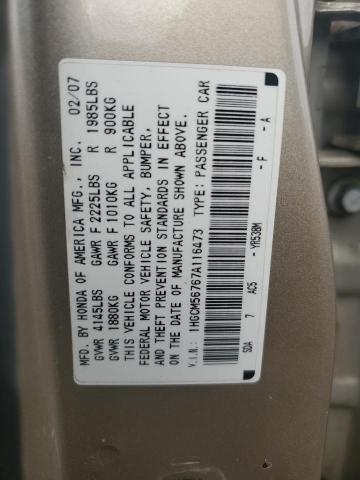 MFD. BY HONDA OF AMERICA MFG., INC. 02/07
GVWR 4145LBS GAWR F 2225LBS R 1985LBS
GVWR 1880KG GAWR F 1010KG R 900KG
THIS VEHICLE CONFORMS TO ALL APPLICABLE
FEDERAL MOTOR VEHICLE SAFETY, BUMPER,
AND THEFT PREVENTION STANDARDS IN EFFECT
ON THE DATE OF MANUFACTURE SHOWN ABOVE.
V.I.N.: 1HGCM56767A116473 TYPE: PASSENGER CAR
SDA 7 AC5 - YR538M - F - A